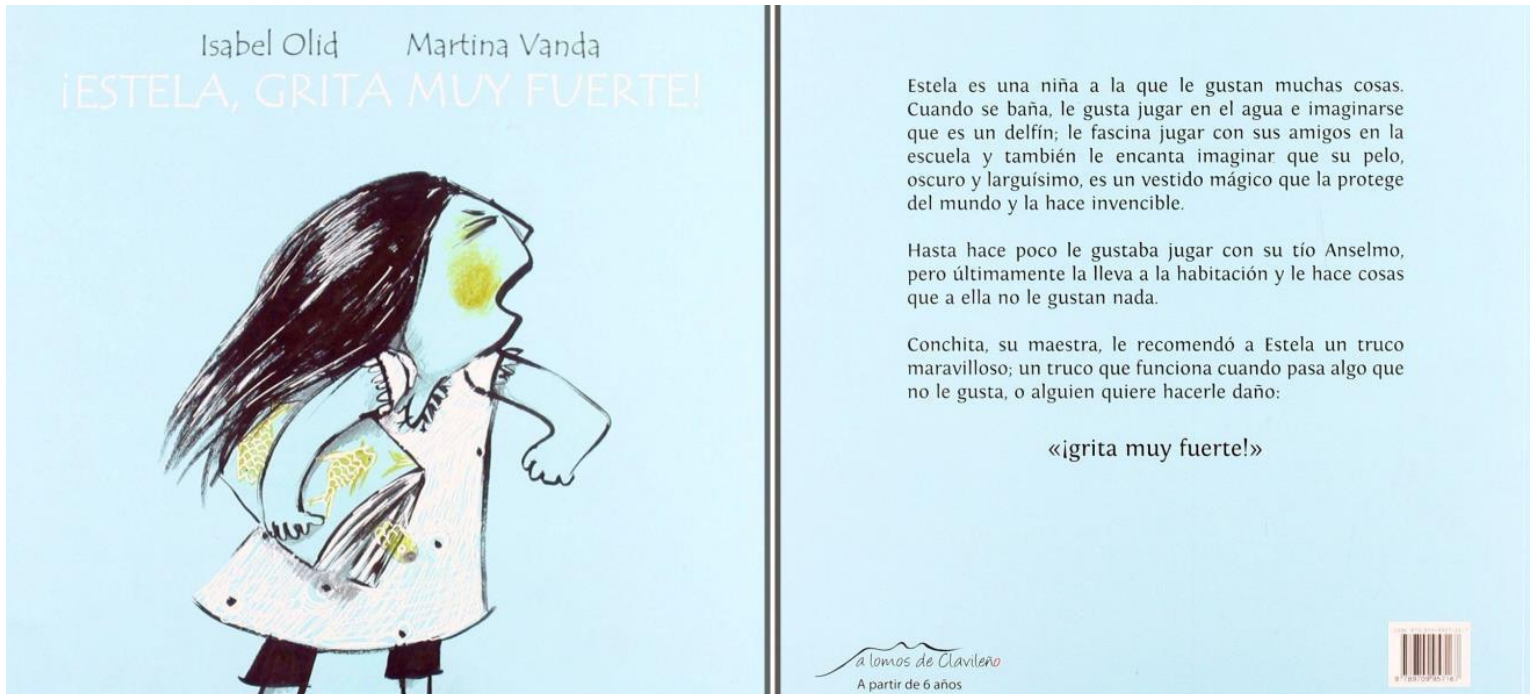 Isabel Olid Martina Vanda
¡ESTELA, GRITA MUY FUERTE!
Estela es una niña a la que le gustan muchas cosas.
Cuando se baña, le gusta jugar en el agua e imaginarse
que es un delfín; le fascina jugar con sus amigos en la
escuela y también le encanta imaginar que su pelo,
oscuro y larguísimo, es un vestido mágico que la protege
del mundo y la hace invencible.
Hasta hace poco le gustaba jugar con su tío Anselmo,
pero últimamente la lleva a la habitación y le hace cosas
que a ella no le gustan nada.
Conchita, su maestra, le recomendó a Estela un truco
maravilloso; un truco que funciona cuando pasa algo que
no le gusta, o alguien quiere hacerle daño:
«¡grita muy fuerte!»
a lomos de Clavileño
A partir de 6 años